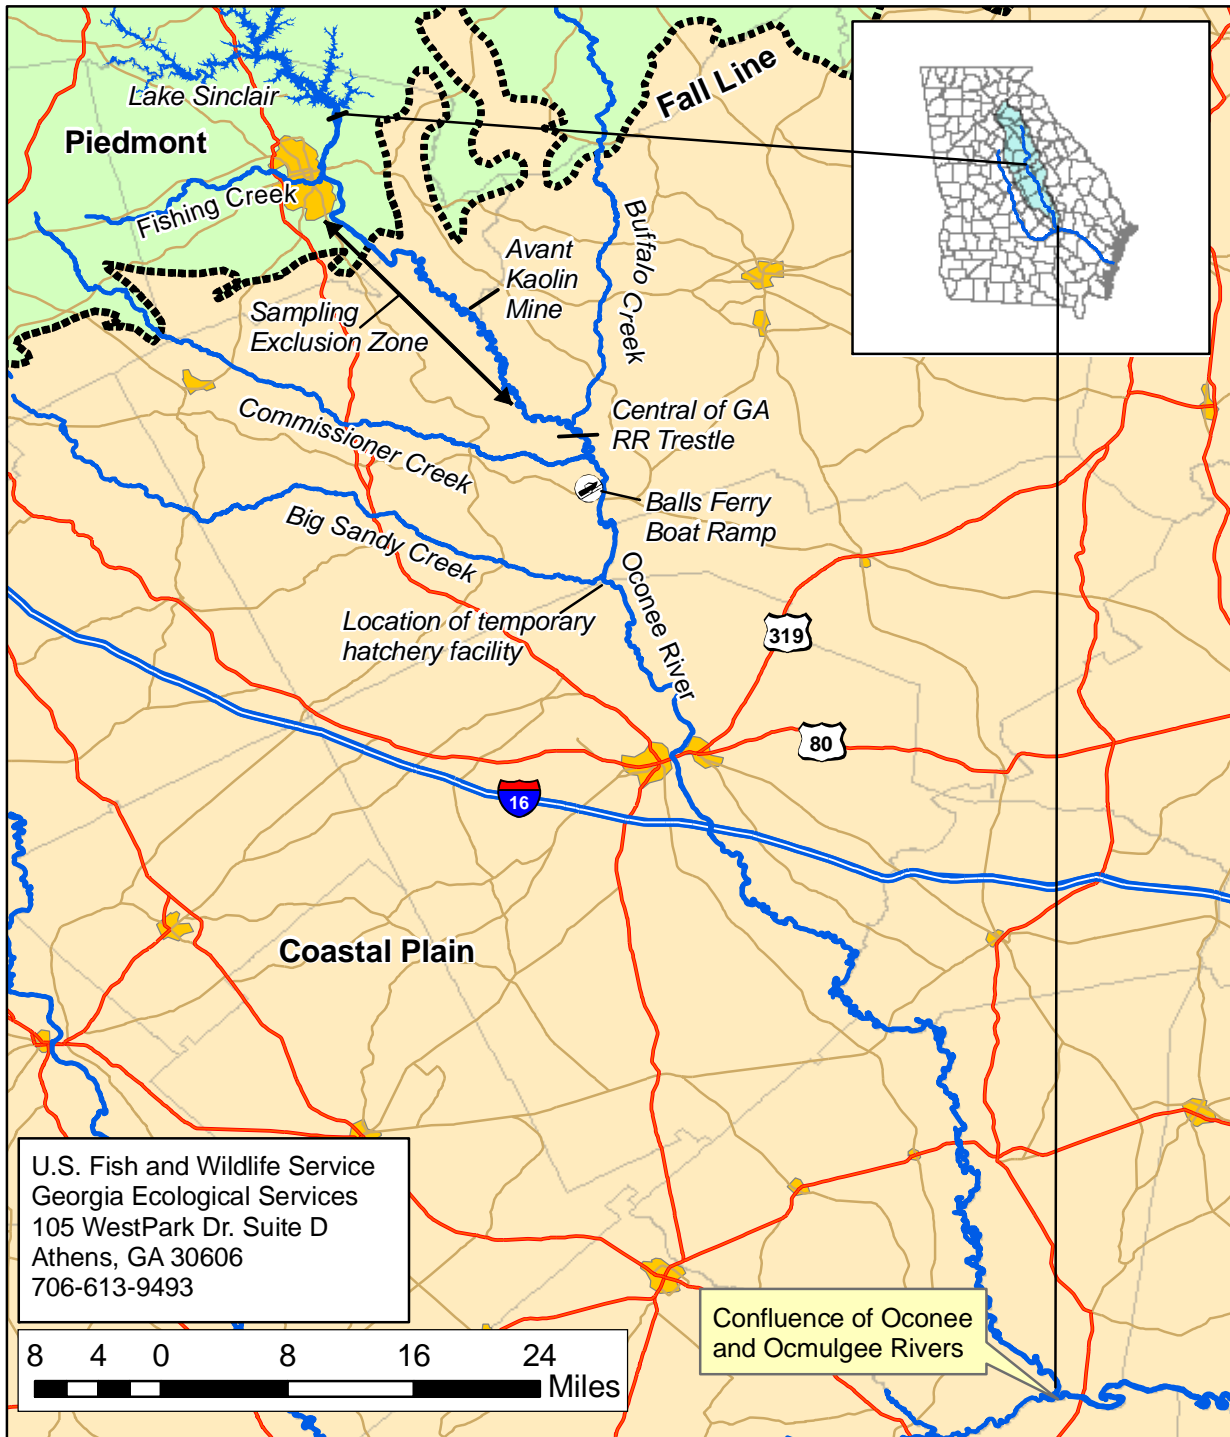 Lake Sinclair
Piedmont
Fall Line
Fishing Creek
Buffalo Creek
Avant
Kaolin
Mine
Sampling
Exclusion Zone
Commissioner Creek
Central of GA
RR Trestle
Big Sandy Creek
Balls Ferry
Boat Ramp
Oconee River
Location of temporary
hatchery facility
319
80
16
Coastal Plain
U.S. Fish and Wildlife Service
Georgia Ecological Services
105 WestPark Dr. Suite D
Athens, GA 30606
706-613-9493
Confluence of Oconee
and Ocmulgee Rivers
8 4 0 8 16 24
Miles